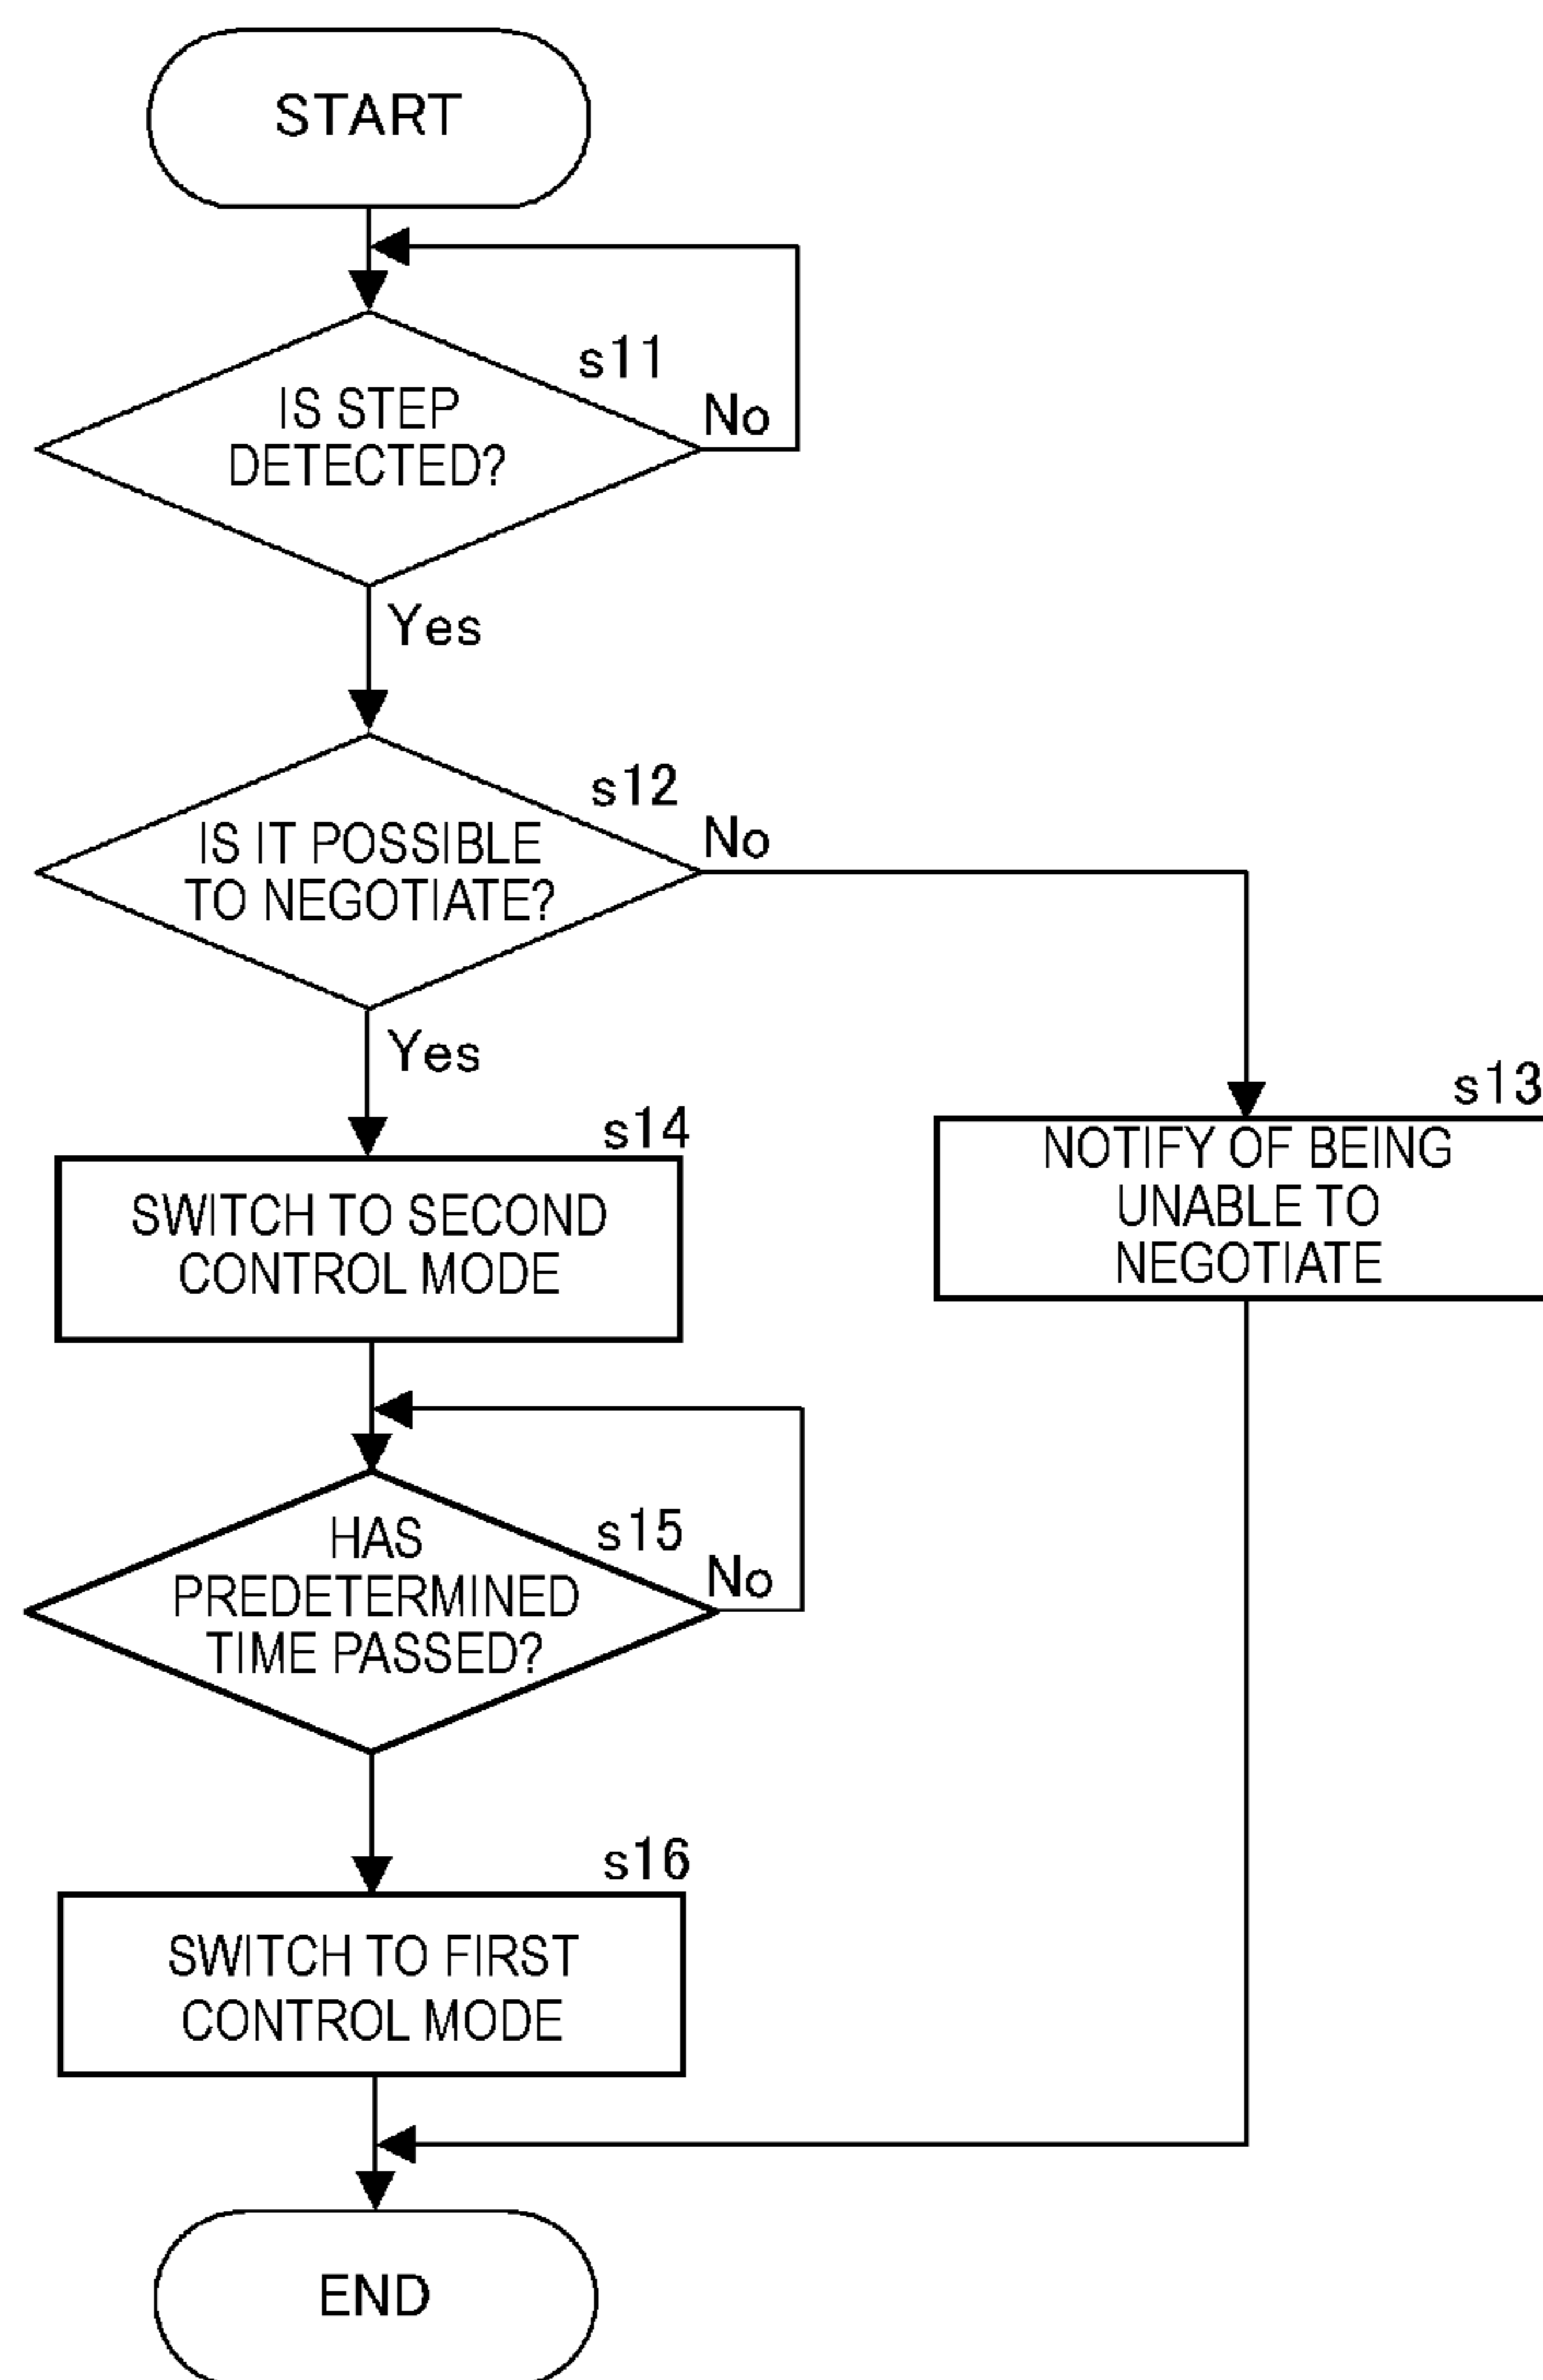 START
s11
IS STEP
DETECTED?
No
Yes
s12
IS IT POSSIBLE
TO NEGOTIATE?
No
Yes
s13
NOTIFY OF BEING
UNABLE TO
NEGOTIATE
s14
SWITCH TO SECOND
CONTROL MODE
s15
HAS
PREDETERMINED
TIME PASSED?
No
s16
SWITCH TO FIRST
CONTROL MODE
END